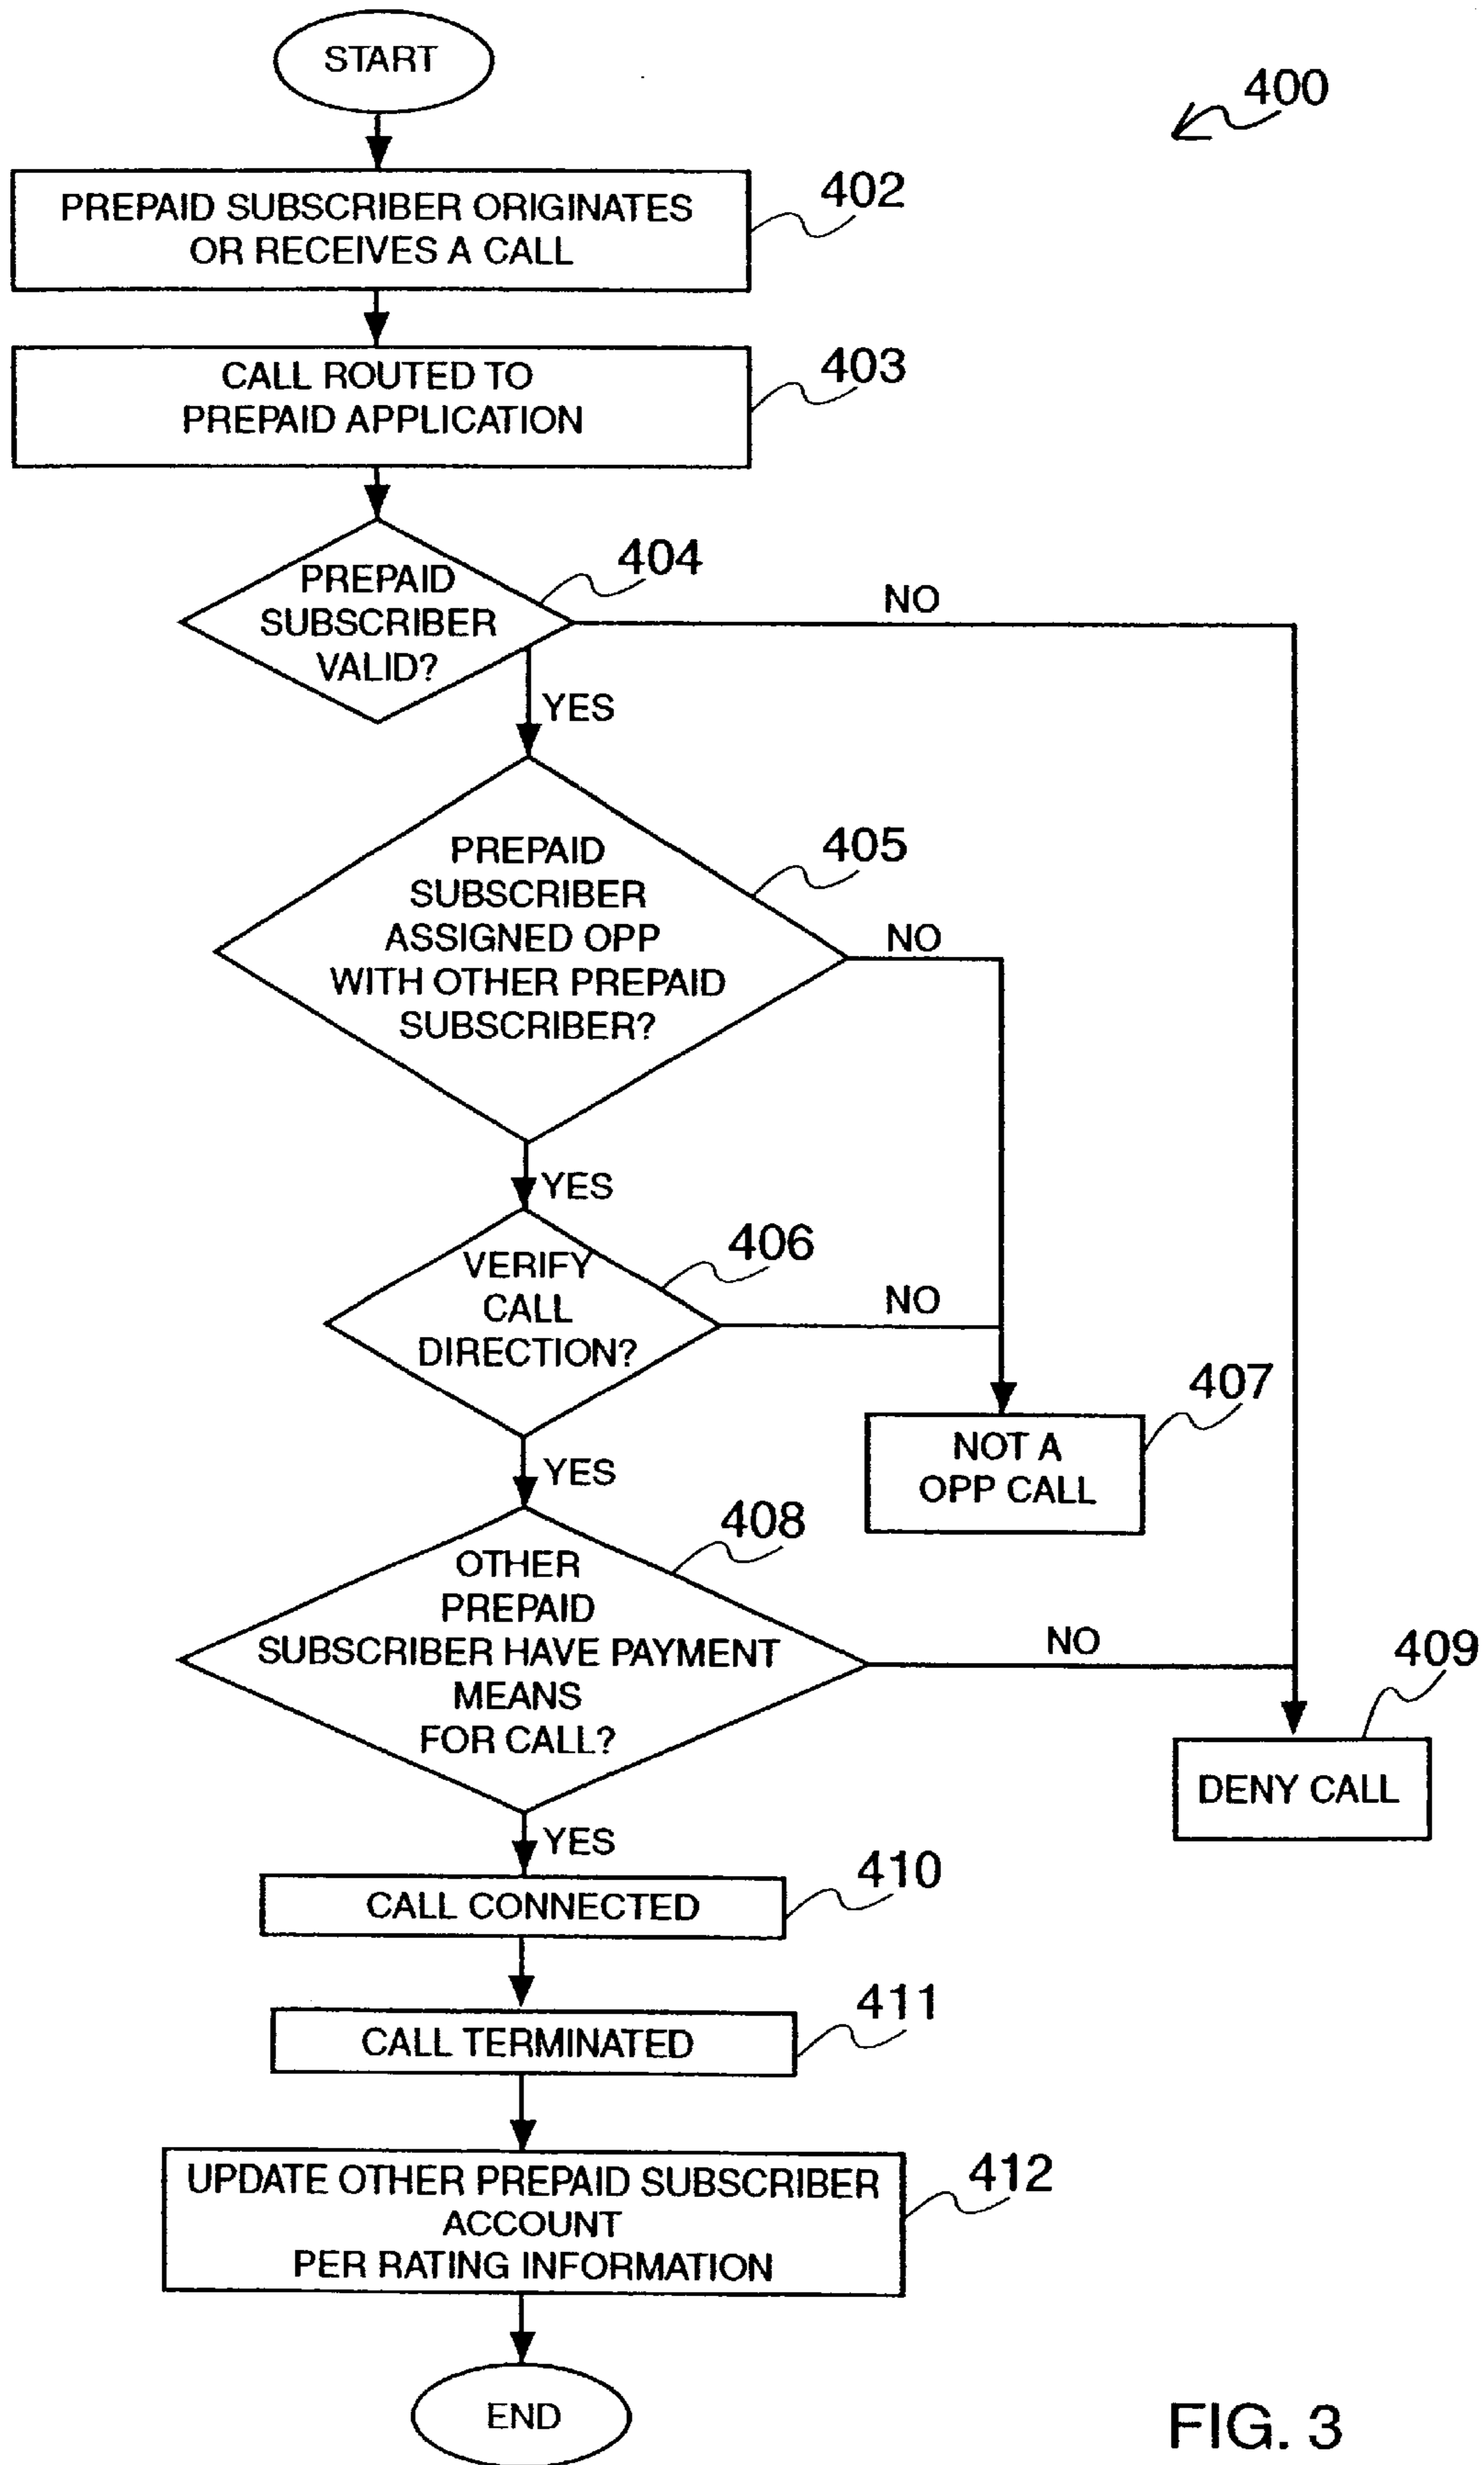 START
400
PREPAID SUBSCRIBER ORIGINATES
OR RECEIVES A CALL
402
CALL ROUTED TO
PREPAID APPLICATION
403
PREPAID
SUBSCRIBER
VALID?
404
NO
YES
PREPAID
SUBSCRIBER
ASSIGNED OPP
WITH OTHER PREPAID
SUBSCRIBER?
405
NO
YES
VERIFY
CALL
DIRECTION?
406
NO
YES
NOT A
OPP CALL
407
OTHER
PREPAID
SUBSCRIBER HAVE PAYMENT
MEANS
FOR CALL?
408
NO
YES
DENY CALL
409
CALL CONNECTED
410
CALL TERMINATED
411
UPDATE OTHER PREPAID SUBSCRIBER
ACCOUNT
PER RATING INFORMATION
412
END
FIG. 3